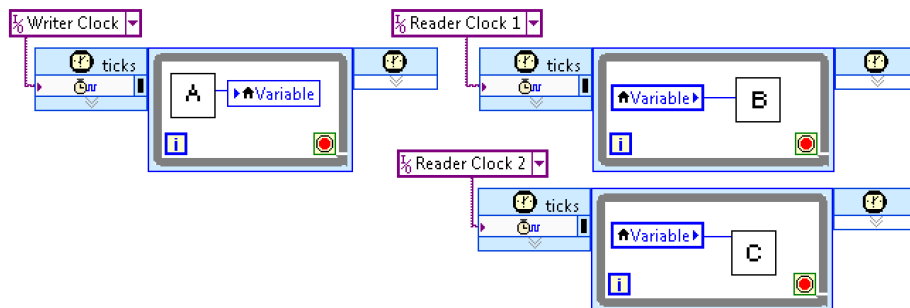 I/O Writer Clock
ticks
A
Variable
i
I/O Reader Clock 1
ticks
Variable
B
i
I/O Reader Clock 2
ticks
Variable
C
i